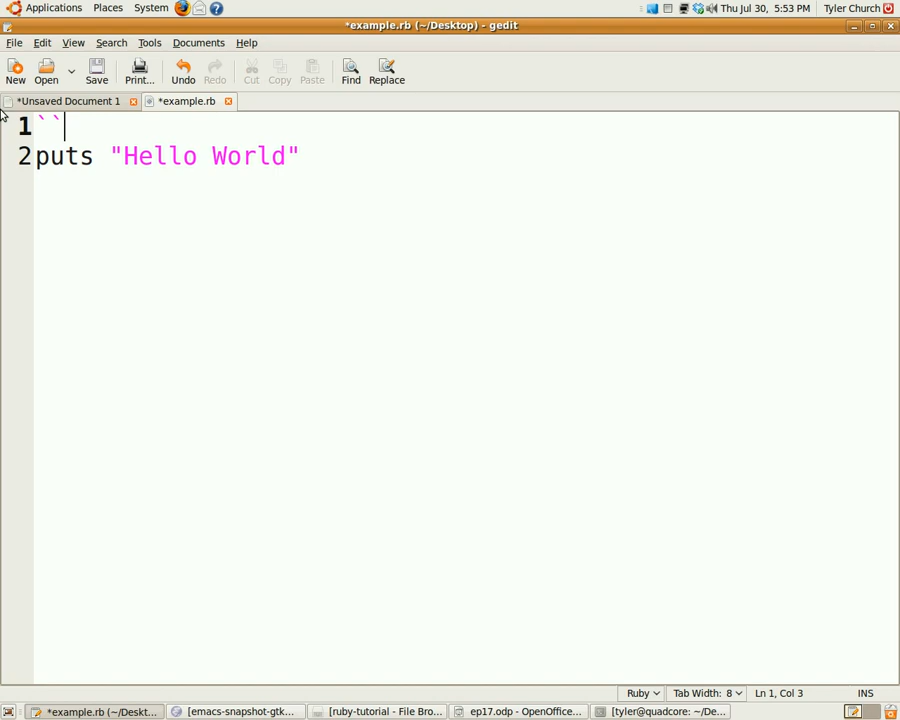 Applications Places System Thu Jul 30, 5:53 PM Tyler Church
*example.rb (~/Desktop) - gedit
File Edit View Search Tools Documents Help
New Open Save Print... Undo Redo Cut Copy Paste Find Replace
*Unsaved Document 1 *example.rb
1 ``
2 puts "Hello World"
Ruby Tab Width: 8 Ln 1, Col 3 INS
*example.rb (~/Deskt... [emacs-snapshot-gtk... [ruby-tutorial - File Bro... ep17.odp - OpenOffice... [tyler@quadcore: ~/De...